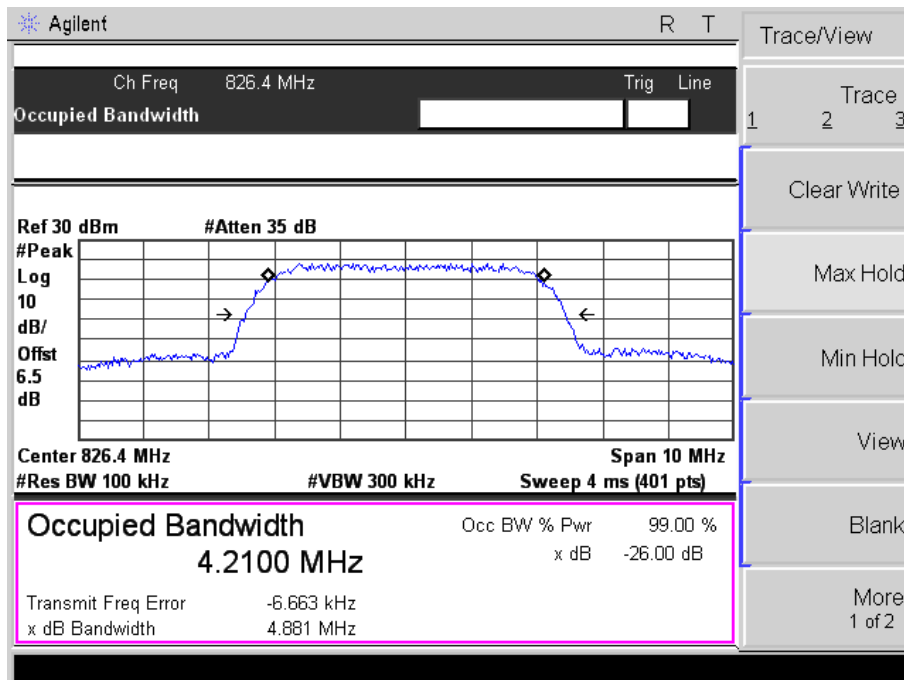 Agilent R T
Trace/View
Ch Freq 826.4 MHz Trig Line
Occupied Bandwidth
Trace
1 2 3
Clear Write
Ref 30 dBm #Atten 35 dB
#Peak
Log
10
dB/
Offst
6.5
dB
Max Hold
Min Hold
Center 826.4 MHz Span 10 MHz
#Res BW 100 kHz #VBW 300 kHz Sweep 4 ms (401 pts)
View
Occupied Bandwidth Occ BW % Pwr 99.00 %
4.2100 MHz x dB -26.00 dB
Blank
Transmit Freq Error -6.663 kHz
x dB Bandwidth 4.881 MHz
More
1 of 2